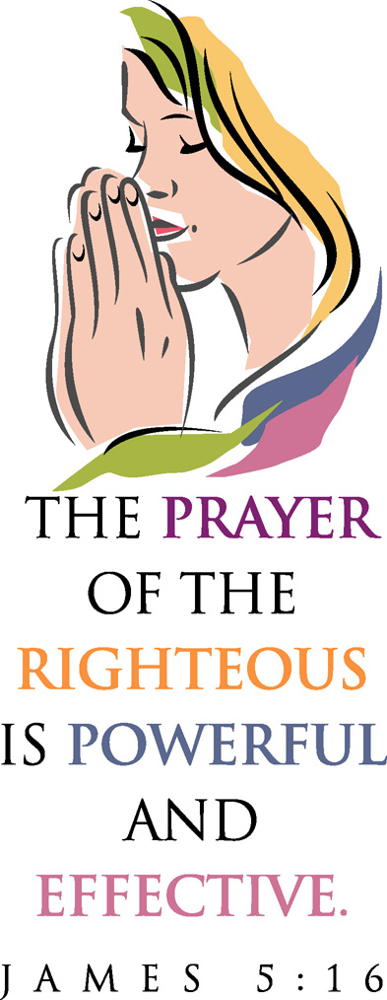 THE PRAYER
OF THE
RIGHTEOUS
IS POWERFUL
AND
EFFECTIVE.
JAMES 5:16